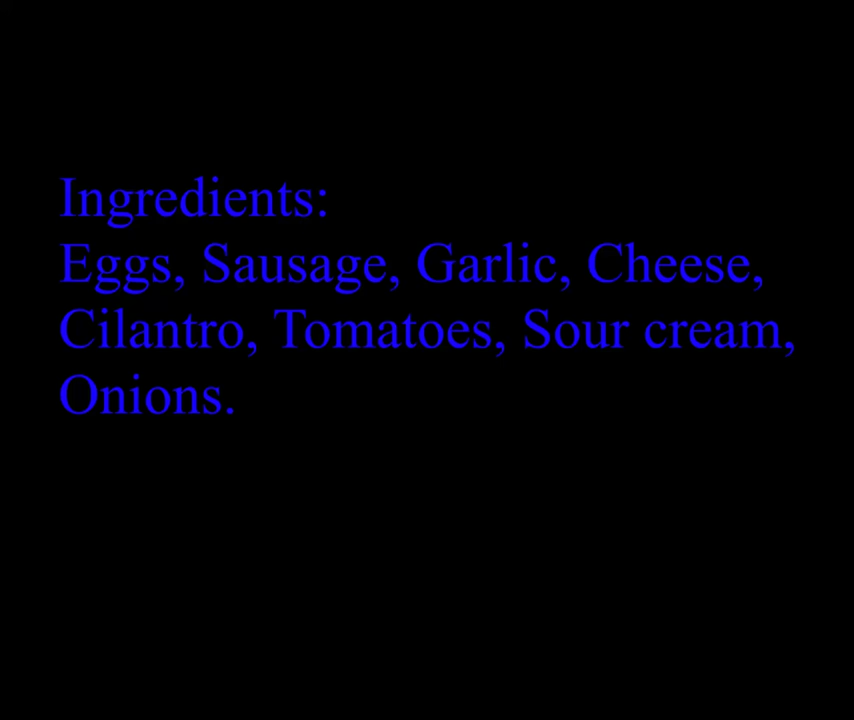 Ingredients:
Eggs, Sausage, Garlic, Cheese,
Cilantro, Tomatoes, Sour cream,
Onions.